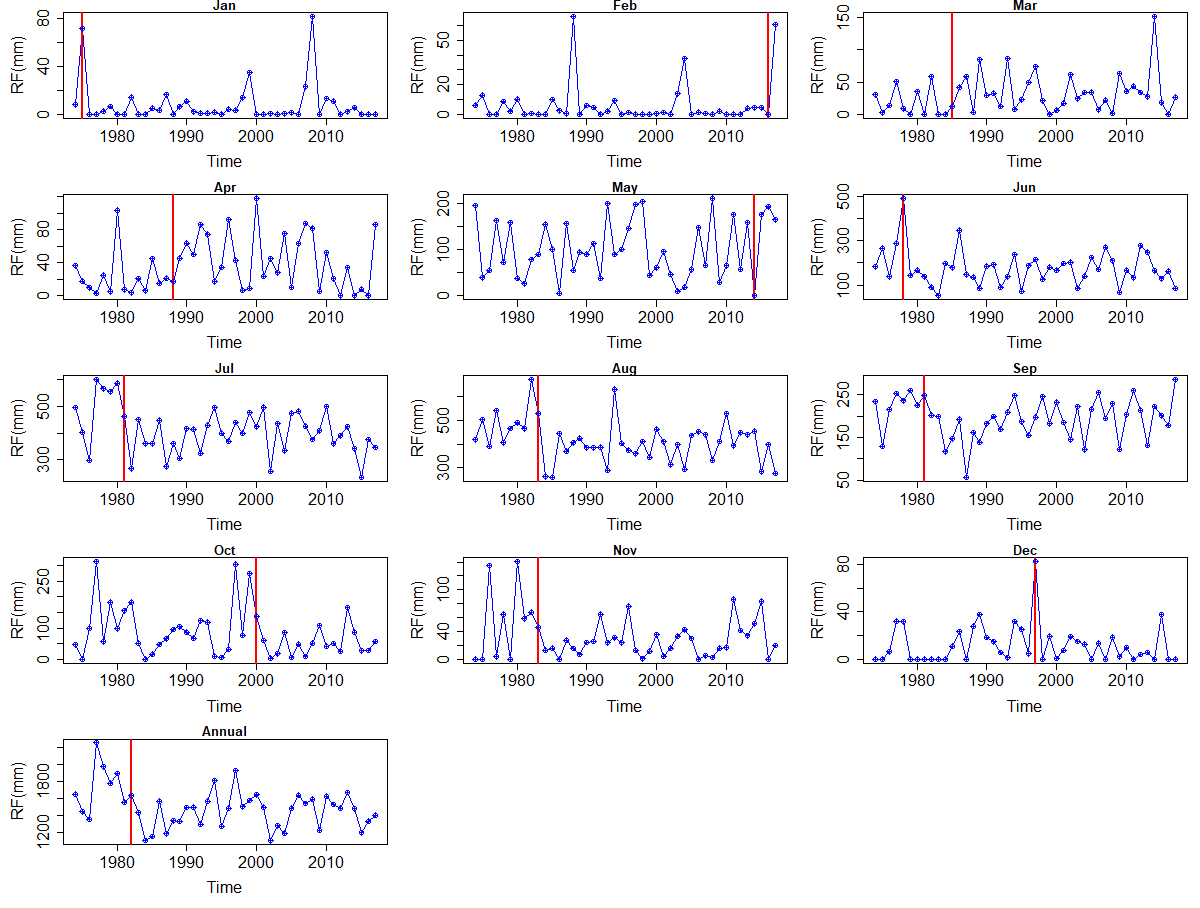 Jan
RF(mm)
0 40 80
1980 1990 2000 2010
Time
Feb
RF(mm)
0 20 50
1980 1990 2000 2010
Time
Mar
RF(mm)
0 50 150
1980 1990 2000 2010
Time
Apr
RF(mm)
0 40 80
1980 1990 2000 2010
Time
May
RF(mm)
0 100 200
1980 1990 2000 2010
Time
Jun
RF(mm)
100 300 500
1980 1990 2000 2010
Time
Jul
RF(mm)
300 500
1980 1990 2000 2010
Time
Aug
RF(mm)
300 500
1980 1990 2000 2010
Time
Sep
RF(mm)
50 150 250
1980 1990 2000 2010
Time
Oct
RF(mm)
0 100 250
1980 1990 2000 2010
Time
Nov
RF(mm)
0 40 100
1980 1990 2000 2010
Time
Dec
RF(mm)
0 40 80
1980 1990 2000 2010
Time
Annual
RF(mm)
1200 1800
1980 1990 2000 2010
Time